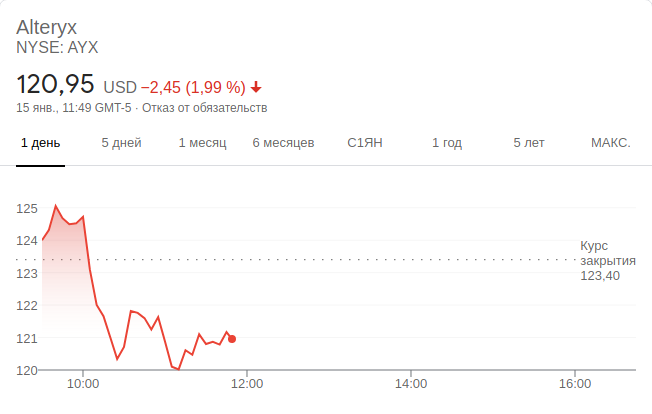 Alteryx
NYSE: AYX
120,95 USD −2,45 (1,99 %)
15 янв., 11:49 GMT-5 · Отказ от обязательств
1 день 5 дней 1 месяц 6 месяцев С1ЯН 1 год 5 лет МАКС.
125
124
123
122
121
120
Курс
закрытия
123,40
10:00 12:00 14:00 16:00